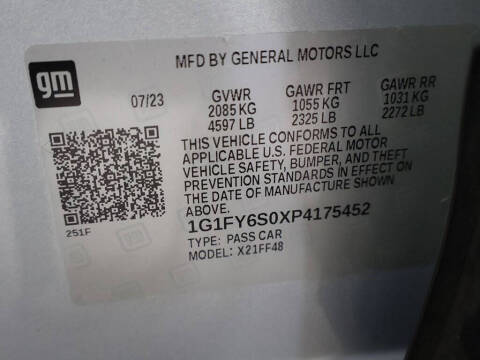 gm
MFD BY GENERAL MOTORS LLC
07/23 GVWR GAWR FRT GAWR RR
2085 KG 1055 KG 1031 KG
4597 LB 2325 LB 2272 LB
THIS VEHICLE CONFORMS TO ALL
APPLICABLE U.S. FEDERAL MOTOR
VEHICLE SAFETY, BUMPER, AND THEFT
PREVENTION STANDARDS IN EFFECT ON
THE DATE OF MANUFACTURE SHOWN
ABOVE.
251F
1G1FY6S0XP4175452
TYPE: PASS CAR
MODEL: X21FF48